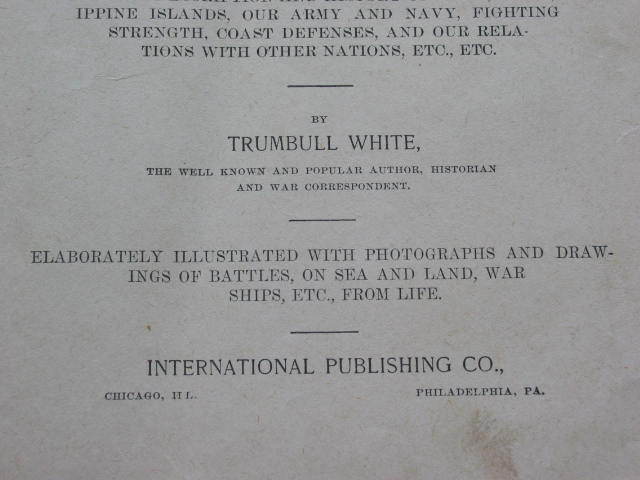 IPPINE ISLANDS, OUR ARMY AND NAVY, FIGHTING
STRENGTH, COAST DEFENSES, AND OUR RELA-
TIONS WITH OTHER NATIONS, ETC., ETC.
BY
TRUMBULL WHITE,
THE WELL KNOWN AND POPULAR AUTHOR, HISTORIAN
AND WAR CORRESPONDENT.
ELABORATELY ILLUSTRATED WITH PHOTOGRAPHS AND DRAW-
INGS OF BATTLES, ON SEA AND LAND, WAR
SHIPS, ETC., FROM LIFE.
INTERNATIONAL PUBLISHING CO.,
CHICAGO, ILL. PHILADELPHIA, PA.